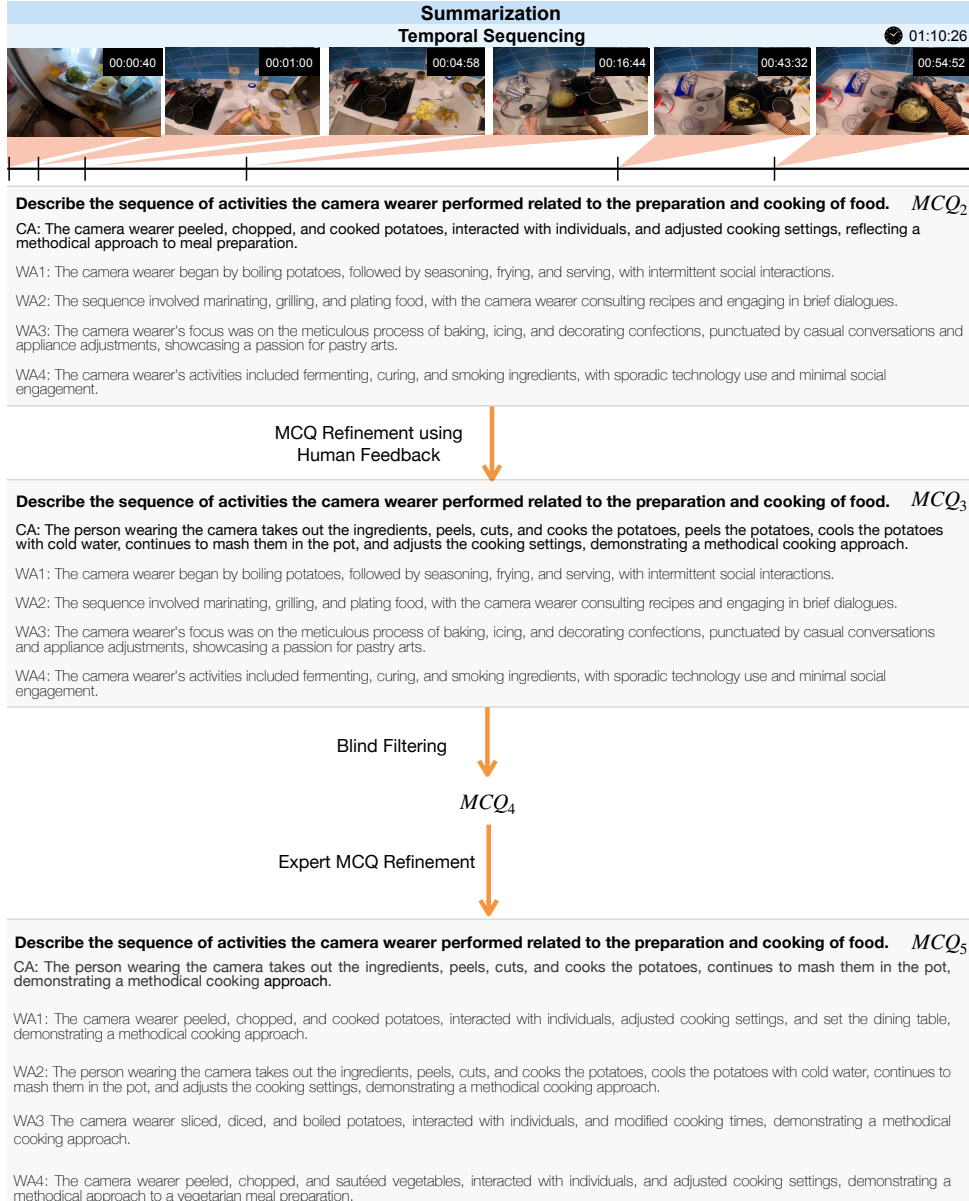 Summarization
Temporal Sequencing
01:10:26
00:00:40
00:01:00
00:04:58
00:16:44
00:43:32
00:54:52
Describe the sequence of activities the camera wearer performed related to the preparation and cooking of food. MCQ2
CA: The camera wearer peeled, chopped, and cooked potatoes, interacted with individuals, and adjusted cooking settings, reflecting a
methodical approach to meal preparation.
WA1: The camera wearer began by boiling potatoes, followed by seasoning, frying, and serving, with intermittent social interactions.
WA2: The sequence involved marinating, grilling, and plating food, with the camera wearer consulting recipes and engaging in brief dialogues.
WA3: The camera wearer's focus was on the meticulous process of baking, icing, and decorating confections, punctuated by casual conversations and
appliance adjustments, showcasing a passion for pastry arts.
WA4: The camera wearer's activities included fermenting, curing, and smoking ingredients, with sporadic technology use and minimal social
engagement.
MCQ Refinement using
Human Feedback
Describe the sequence of activities the camera wearer performed related to the preparation and cooking of food. MCQ3
CA: The person wearing the camera takes out the ingredients, peels, cuts, and cooks the potatoes, peels the potatoes, cools the potatoes
with cold water, continues to mash them in the pot, and adjusts the cooking settings, demonstrating a methodical cooking approach.
WA1: The camera wearer began by boiling potatoes, followed by seasoning, frying, and serving, with intermittent social interactions.
WA2: The sequence involved marinating, grilling, and plating food, with the camera wearer consulting recipes and engaging in brief dialogues.
WA3: The camera wearer's focus was on the meticulous process of baking, icing, and decorating confections, punctuated by casual conversations
and appliance adjustments, showcasing a passion for pastry arts.
WA4: The camera wearer's activities included fermenting, curing, and smoking ingredients, with sporadic technology use and minimal social
engagement.
Blind Filtering
MCQ4
Expert MCQ Refinement
Describe the sequence of activities the camera wearer performed related to the preparation and cooking of food. MCQ5
CA: The person wearing the camera takes out the ingredients, peels, cuts, and cooks the potatoes, continues to mash them in the pot,
demonstrating a methodical cooking approach.
WA1: The camera wearer peeled, chopped, and cooked potatoes, interacted with individuals, adjusted cooking settings, and set the dining table,
demonstrating a methodical cooking approach.
WA2: The person wearing the camera takes out the ingredients, peels, cuts, and cooks the potatoes, cools the potatoes with cold water, continues to
mash them in the pot, and adjusts the cooking settings, demonstrating a methodical cooking approach.
WA3 The camera wearer sliced, diced, and boiled potatoes, interacted with individuals, and modified cooking times, demonstrating a methodical
cooking approach.
WA4: The camera wearer peeled, chopped, and sautéed vegetables, interacted with individuals, and adjusted cooking settings, demonstrating a
methodical approach to a vegetarian meal preparation.